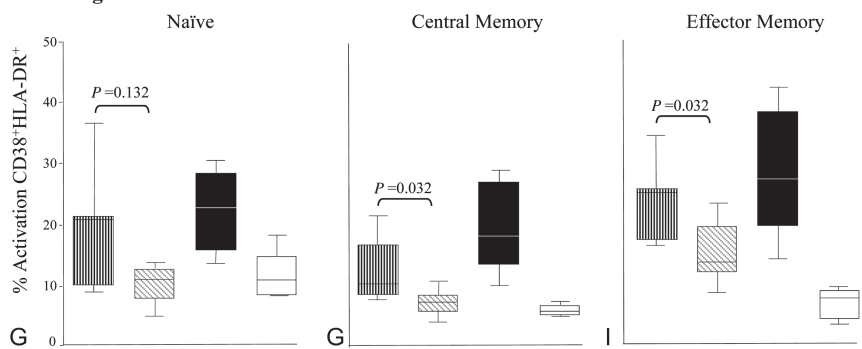 Naïve
Central Memory
Effector Memory
% Activation CD38+HLA-DR+
50
40
30
20
10
0
P =0.132
P =0.032
P =0.032
G
G
I